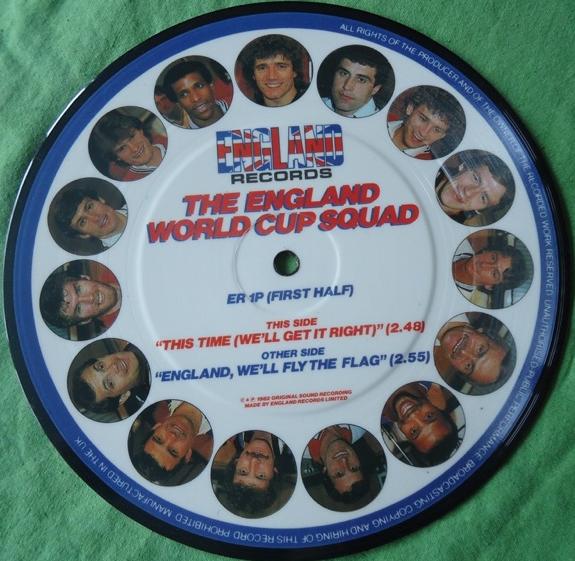 ENGLAND
RECORDS
THE ENGLAND
WORLD CUP SQUAD
ER 1P (FIRST HALF)
THIS SIDE
"THIS TIME (WE'LL GET IT RIGHT)" (2.48)
OTHER SIDE
"ENGLAND, WE'LL FLY THE FLAG" (2.55)
© & ℗ 1982 ORIGINAL SOUND RECORDING
MADE BY ENGLAND RECORDS LIMITED
ALL RIGHTS OF THE PRODUCER AND OF THE OWNER OF THE RECORDED WORK RESERVED. UNAUTHORISED PUBLIC PERFORMANCE BROADCASTING COPYING AND HIRING OF THIS RECORD PROHIBITED MANUFACTURED IN THE UK